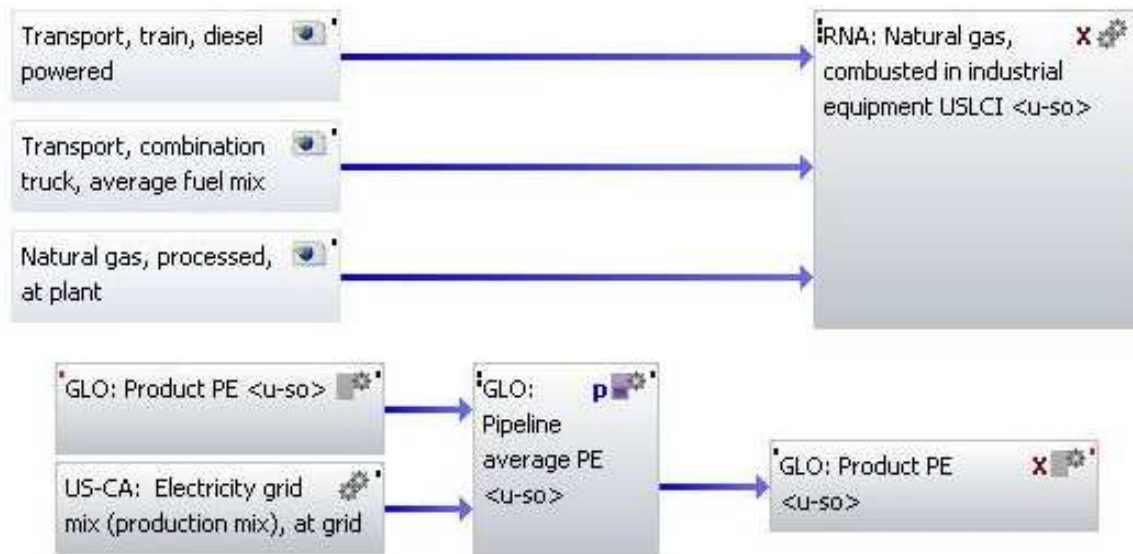 Transport, train, diesel
powered
RNA: Natural gas, X
combusted in industrial
equipment USLCI <u-so>
Transport, combination
truck, average fuel mix
Natural gas, processed,
at plant
GLO: Product PE <u-so>
GLO: p
Pipeline
average PE
<u-so>
US-CA: Electricity grid
mix (production mix), at grid
GLO: Product PE X
<u-so>